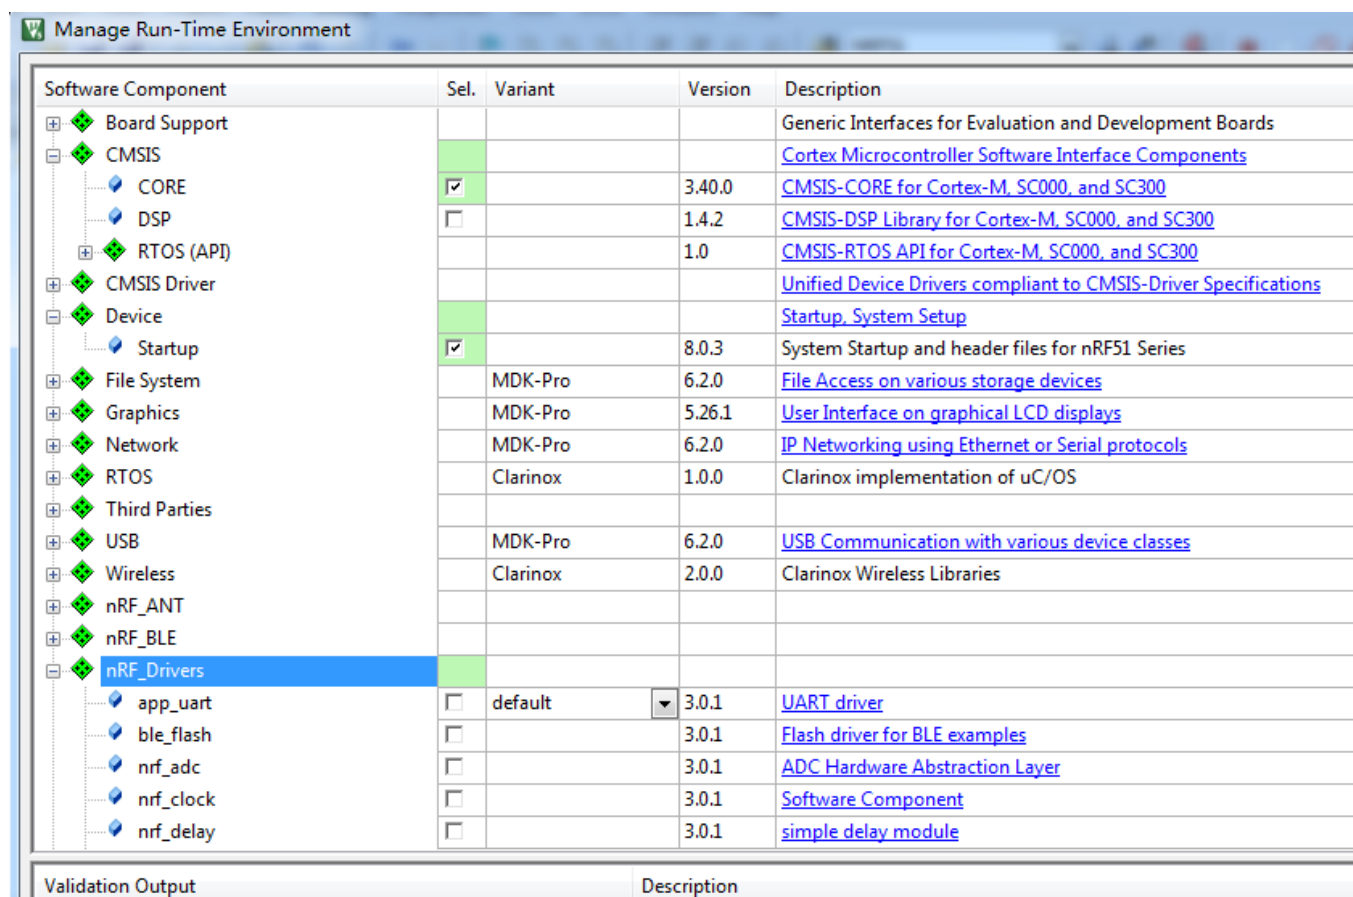 Manage Run-Time Environment
Software Component Sel. Variant Version Description
Board Support Generic Interfaces for Evaluation and Development Boards
CMSIS Cortex Microcontroller Software Interface Components
CORE 3.40.0 CMSIS-CORE for Cortex-M, SC000, and SC300
DSP 1.4.2 CMSIS-DSP Library for Cortex-M, SC000, and SC300
RTOS (API) 1.0 CMSIS-RTOS API for Cortex-M, SC000, and SC300
CMSIS Driver Unified Device Drivers compliant to CMSIS-Driver Specifications
Device Startup, System Setup
Startup 8.0.3 System Startup and header files for nRF51 Series
File System MDK-Pro 6.2.0 File Access on various storage devices
Graphics MDK-Pro 5.26.1 User Interface on graphical LCD displays
Network MDK-Pro 6.2.0 IP Networking using Ethernet or Serial protocols
RTOS Clarinox 1.0.0 Clarinox implementation of uC/OS
Third Parties
USB MDK-Pro 6.2.0 USB Communication with various device classes
Wireless Clarinox 2.0.0 Clarinox Wireless Libraries
nRF_ANT
nRF_BLE
nRF_Drivers
app_uart default 3.0.1 UART driver
ble_flash 3.0.1 Flash driver for BLE examples
nrf_adc 3.0.1 ADC Hardware Abstraction Layer
nrf_clock 3.0.1 Software Component
nrf_delay 3.0.1 simple delay module
Validation Output Description